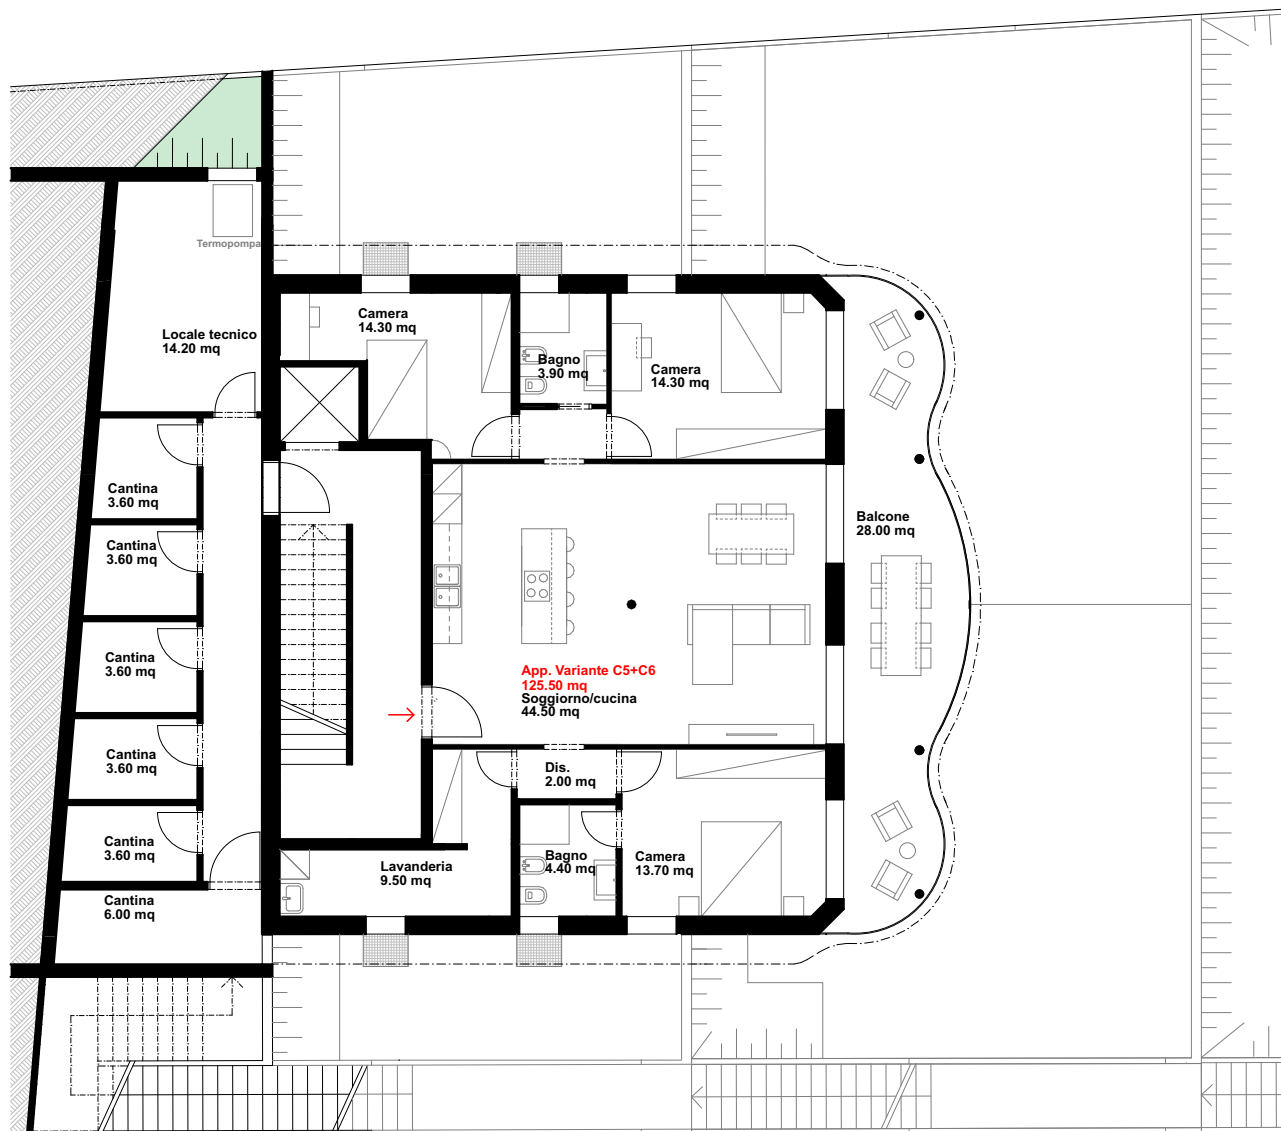 Termopompa
Locale tecnico
14.20 mq
Camera
14.30 mq
Bagno
3.90 mq
Camera
14.30 mq
Cantina
3.60 mq
Cantina
3.60 mq
Cantina
3.60 mq
Cantina
3.60 mq
Cantina
3.60 mq
Cantina
6.00 mq
Balcone
28.00 mq
App. Variante C5+C6
125.50 mq
Soggiorno/cucina
44.50 mq
Dis.
2.00 mq
Lavanderia
9.50 mq
Bagno
4.40 mq
Camera
13.70 mq